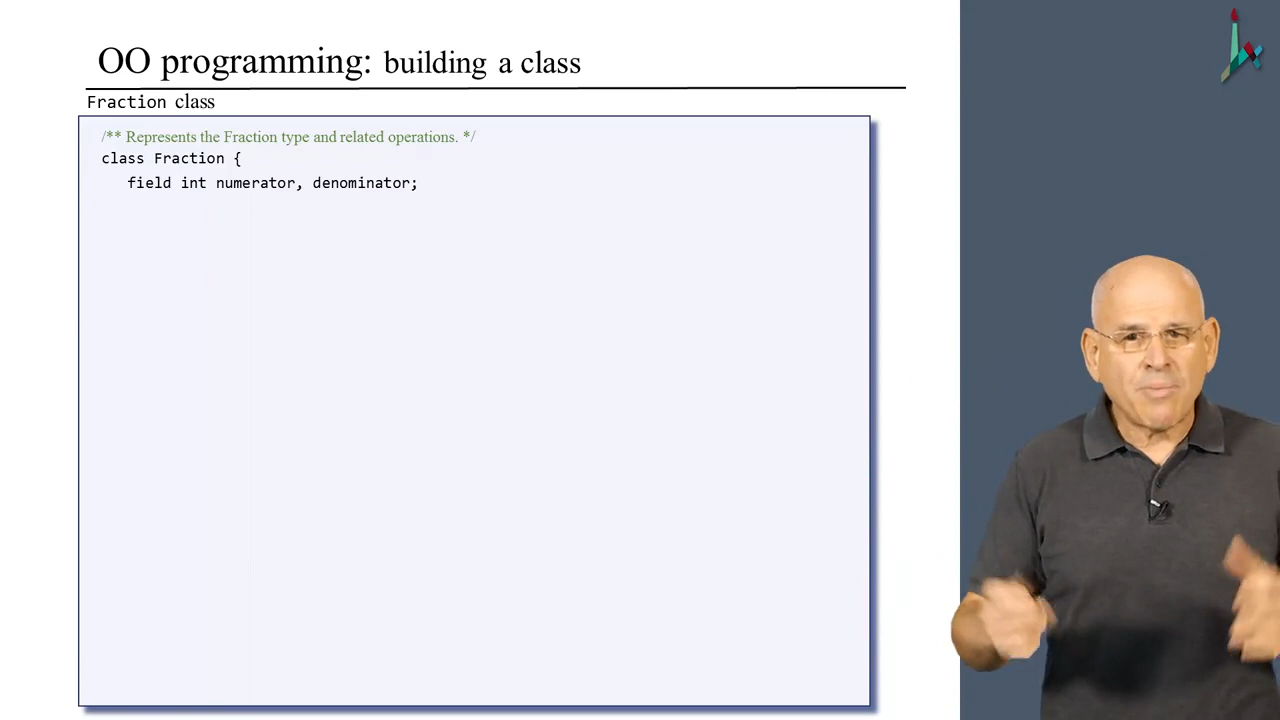 OO programming: building a class
Fraction class
/** Represents the Fraction type and related operations. */
class Fraction {
field int numerator, denominator;